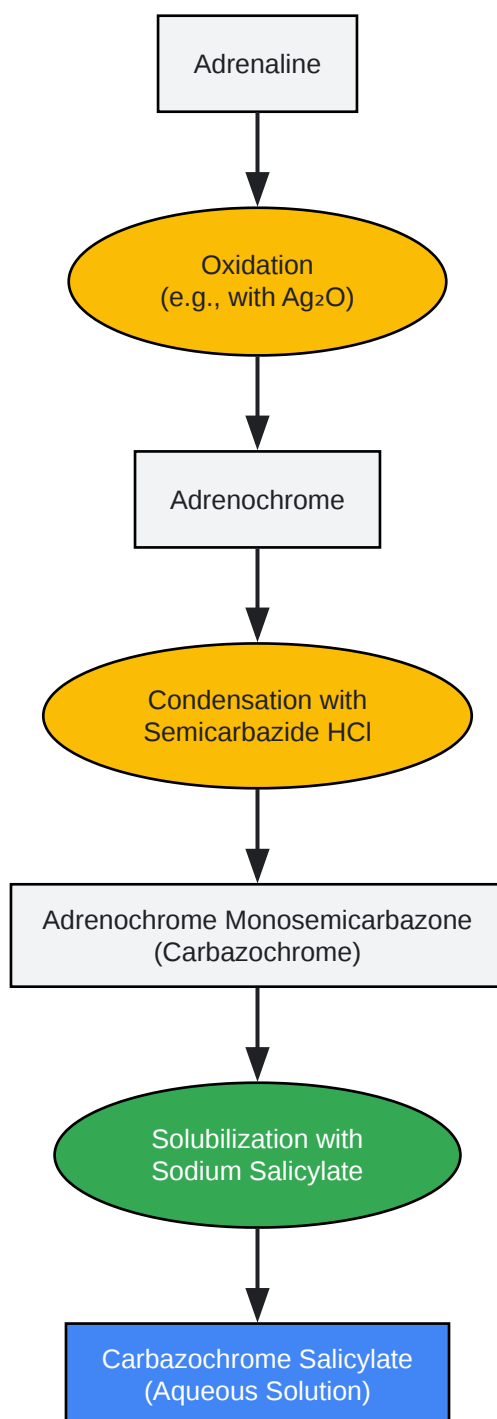 Adrenaline
Oxidation
(e.g., with Ag₂O)
Adrenochrome
Condensation with
Semicarbazide HCl
Adrenochrome Monosemicarbazone
(Carbazochrome)
Solubilization with
Sodium Salicylate
Carbazochrome Salicylate
(Aqueous Solution)